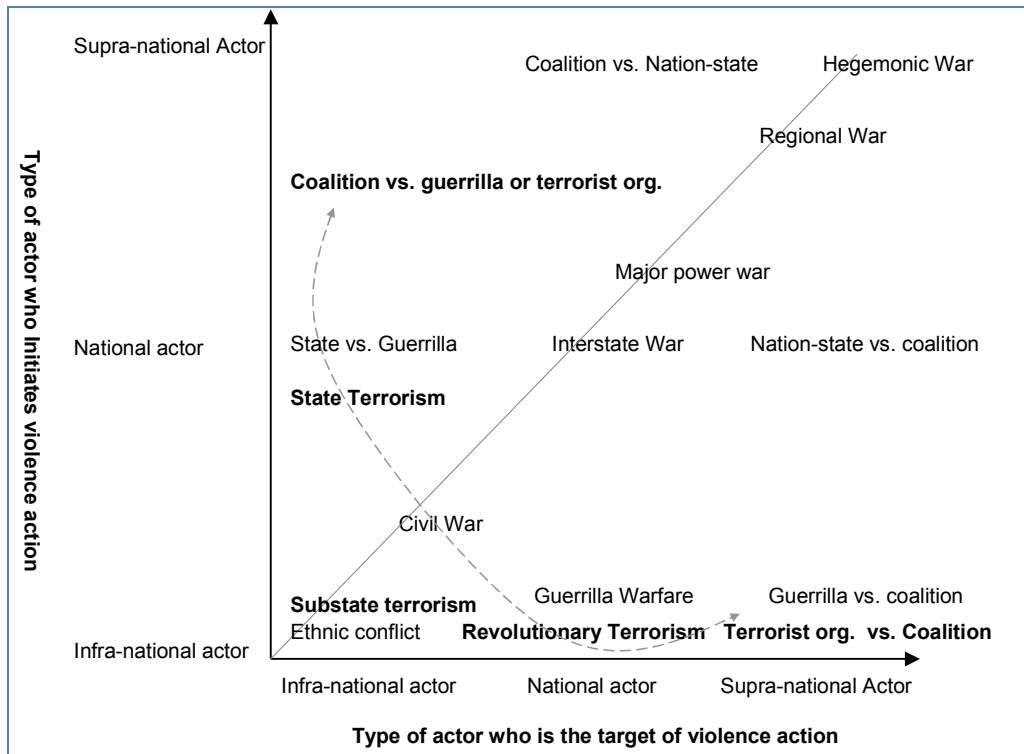 Supra-national Actor
Coalition vs. Nation-state
Hegemonic War
Regional War
Type of actor who Initiates violence action
Coalition vs. guerrilla or terrorist org.
Major power war
National actor
State vs. Guerrilla
Interstate War
Nation-state vs. coalition
State Terrorism
Civil War
Substate terrorism
Guerrilla Warfare
Guerrilla vs. coalition
Ethnic conflict
Revolutionary Terrorism
Terrorist org. vs. Coalition
Infra-national actor
Infra-national actor
National actor
Supra-national Actor
Type of actor who is the target of violence action